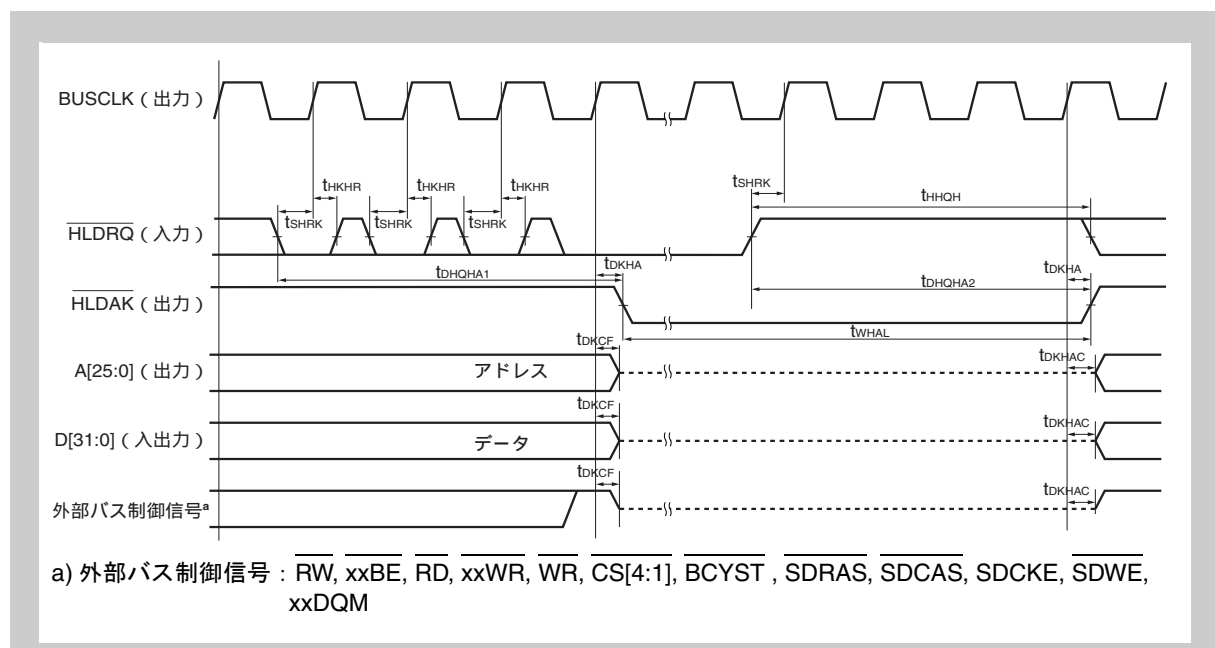 BUSCLK（出力）
tHKHR tHKHR tHKHR tSHRK tHHQH
tSHRK tSHRK tSHRK
HLDRQ（入力）
tDHQHA1 tDKHA tDHQHA2 tDKHA
HLDAK（出力）
tWHAL
tDKCF tDKHAC
A[25:0]（出力） アドレス
tDKCF tDKHAC
D[31:0]（入出力） データ
tDKCF tDKHAC
外部バス制御信号a
a) 外部バス制御信号 : RW, xxBE, RD, xxWR, WR, CS[4:1], BCYST , SDRAS, SDCAS, SDCKE, SDWE,
xxDQM